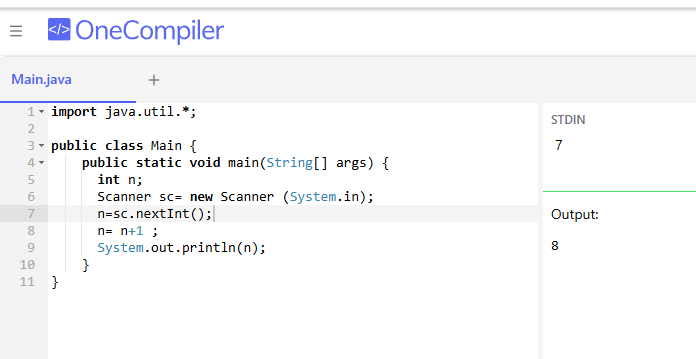 </> OneCompiler
Main.java +
1 import java.util.*;
2
3 public class Main {
4     public static void main(String[] args) {
5       int n;
6       Scanner sc= new Scanner (System.in);
7       n=sc.nextInt();
8       n= n+1 ;
9       System.out.println(n);
10     }
11 }
STDIN
7
Output:
8